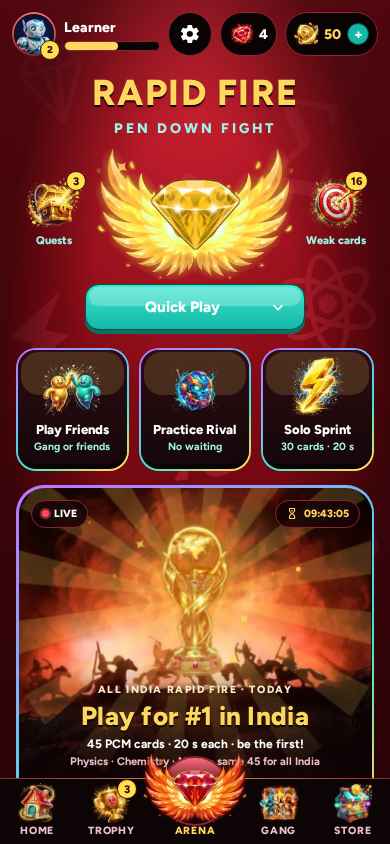 Learner
2
4
50
+
RAPID FIRE
PEN DOWN FIGHT
3
16
Quests
Weak cards
Quick Play
Play Friends
Gang or friends
Practice Rival
No waiting
Solo Sprint
30 cards · 20 s
LIVE
09:43:05
ALL INDIA RAPID FIRE · TODAY
Play for #1 in India
45 PCM cards · 20 s each · be the first!
Physics · 45 for all India
3
HOME
TROPHY
ARENA
GANG
STORE